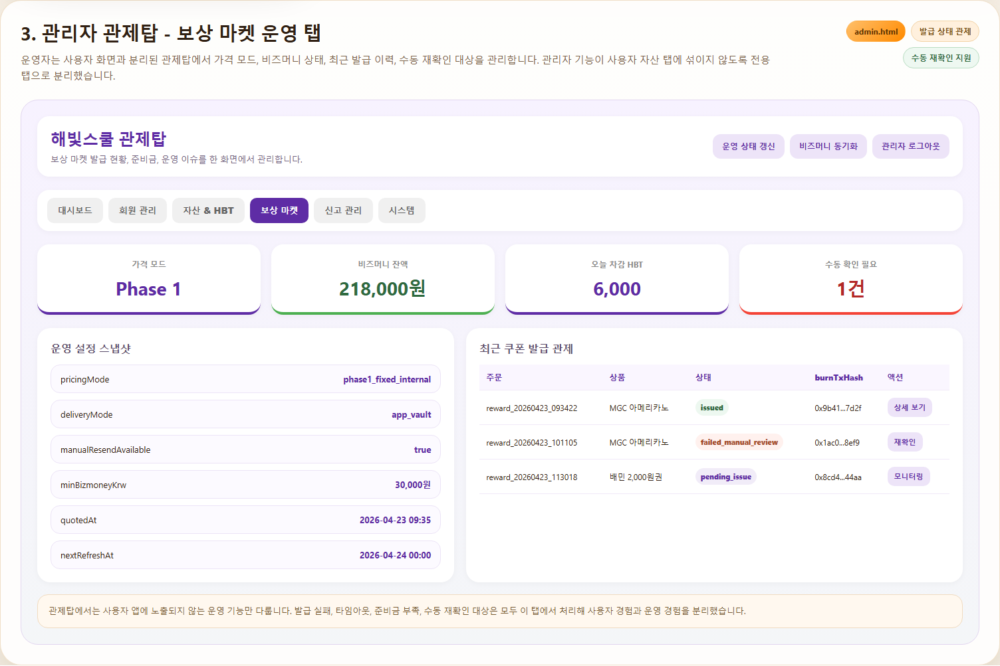 3. 관리자 관제탑 - 보상 마켓 운영 탭
운영자는 사용자 화면과 분리된 관제탑에서 가격 모드, 비즈머니 상태, 최근 발급 이력, 수동 재확인 대상을 관리합니다. 관리자 기능이 사용자 자산 탭에 섞이지 않도록 전용
탭으로 분리했습니다.
admin.html
발급 상태 관제
수동 재확인 지원
해빛스쿨 관제탑
보상 마켓 발급 현황, 준비금, 운영 이슈를 한 화면에서 관리합니다.
운영 상태 갱신
비즈머니 동기화
관리자 로그아웃
대시보드
회원 관리
자산 & HBT
보상 마켓
신고 관리
시스템
가격 모드
Phase 1
비즈머니 잔액
218,000원
오늘 차감 HBT
6,000
수동 확인 필요
1건
운영 설정 스냅샷
pricingMode phase1_fixed_internal
deliveryMode app_vault
manualResendAvailable true
minBizmoneyKrw 30,000원
quotedAt 2026-04-23 09:35
nextRefreshAt 2026-04-24 00:00
최근 쿠폰 발급 관제
주문 상품 상태 burnTxHash 액션
reward_20260423_093422 MGC 아메리카노 issued 0x9b41...7d2f 상세 보기
reward_20260423_101105 MGC 아메리카노 failed_manual_review 0x1ac0...8ef9 재확인
reward_20260423_113018 배민 2,000원권 pending_issue 0x8cd4...44aa 모니터링
관제탑에서는 사용자 앱에 노출되지 않는 운영 기능만 다룹니다. 발급 실패, 타임아웃, 준비금 부족, 수동 재확인 대상은 모두 이 탭에서 처리해 사용자 경험과 운영 경험을 분리했습니다.